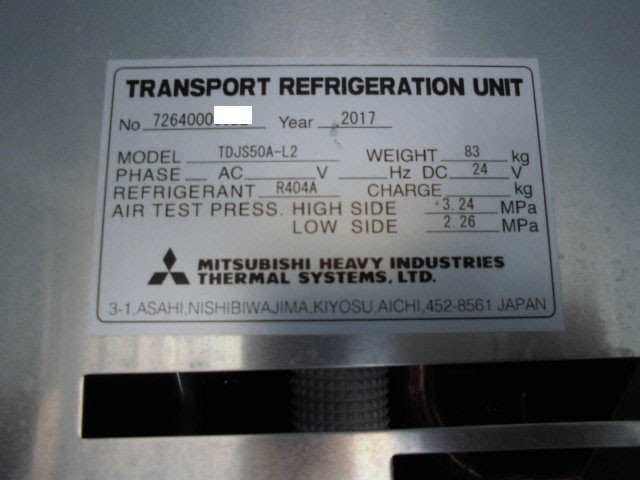 TRANSPORT REFRIGERATION UNIT
No 7264000 Year 2017
MODEL TDJS50A-L2 WEIGHT 83 kg
PHASE AC V Hz DC 24 V
REFRIGERANT R404A CHARGE kg
AIR TEST PRESS. HIGH SIDE 3.24 MPa
LOW SIDE 2.26 MPa
MITSUBISHI HEAVY INDUSTRIES
THERMAL SYSTEMS, LTD.
3-1,ASAHI,NISHIBIWAJIMA,KIYOSU,AICHI,452-8561 JAPAN